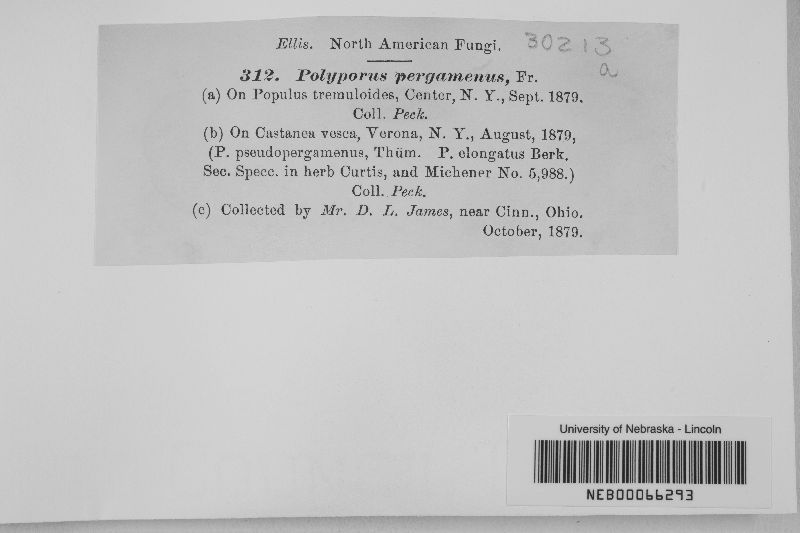 Ellis. North American Fungi. 30213
a
312. Polyporus pergamenus, Fr.
(a) On Populus tremuloides, Center, N. Y., Sept. 1879.
Coll. Peck.
(b) On Castanea vesca, Verona, N. Y., August, 1879,
(P. pseudopergamenus, Thüm. P. elongatus Berk.
Sec. Specc. in herb Curtis, and Michener No. 5,988.)
Coll. Peck.
(c) Collected by Mr. D. L. James, near Cinn., Ohio.
October, 1879.
University of Nebraska - Lincoln
NEB00066293